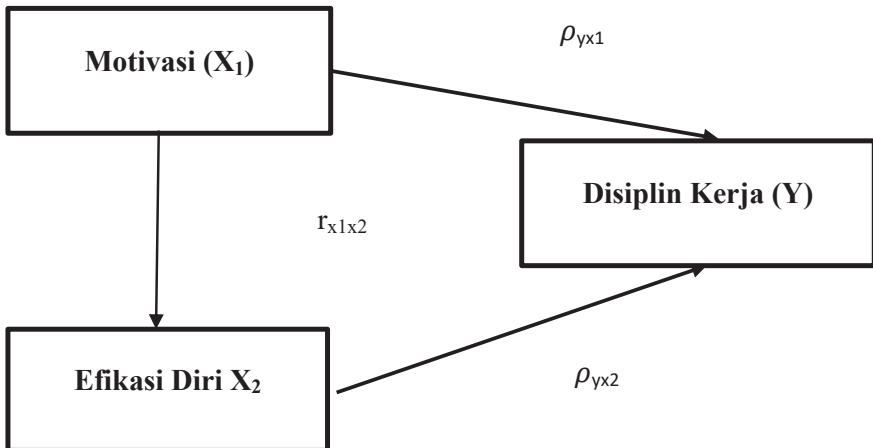 ρyx1
Motivasi (X₁)
Disiplin Kerja (Y)
rx1x2
Efikasi Diri X₂
ρyx2